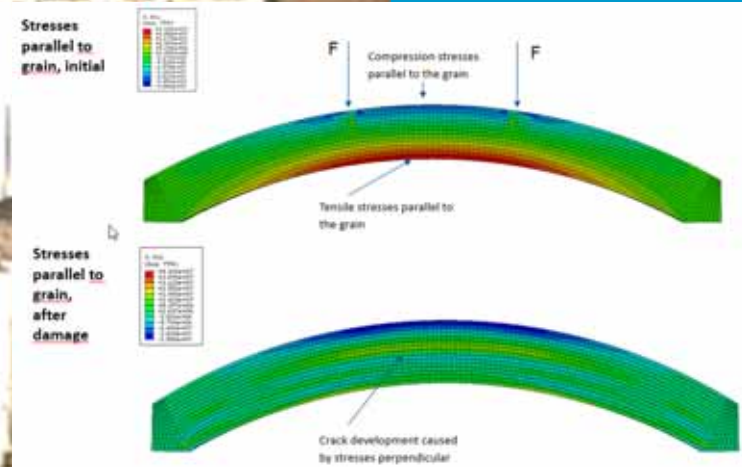 Stresses
parallel to
grain, initial
F
F
Compression stresses
parallel to the grain
Tensile stresses parallel to
the grain
Stresses
parallel to
grain,
after
damage
Crack development caused
by stresses perpendicular